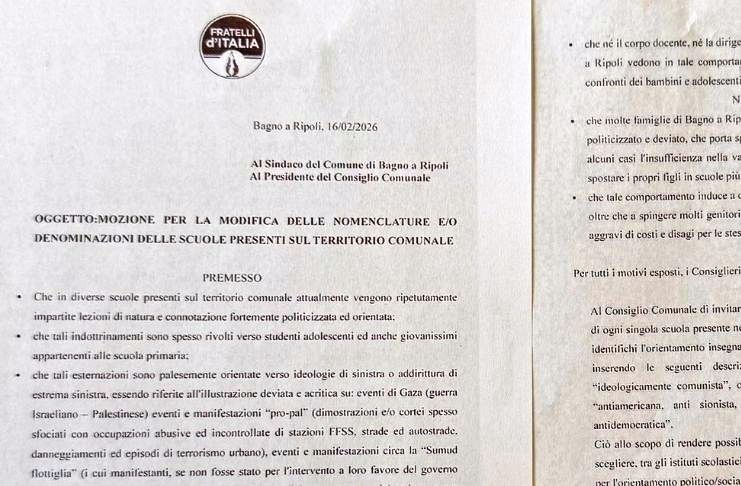 FRATELLI
d'ITALIA
Bagno a Ripoli, 16/02/2026
Al Sindaco del Comune di Bagno a Ripoli
Al Presidente del Consiglio Comunale
OGGETTO:MOZIONE PER LA MODIFICA DELLE NOMENCLATURE E/O
DENOMINAZIONI DELLE SCUOLE PRESENTI SUL TERRITORIO COMUNALE
PREMESSO
• Che in diverse scuole presenti sul territorio comunale attualmente vengono ripetutamente
impartite lezioni di natura e connotazione fortemente politicizzata ed orientata;
• che tali indottrinamenti sono spesso rivolti verso studenti adolescenti ed anche giovanissimi
appartenenti alle scuola primaria;
• che tali esternazioni sono palesemente orientate verso ideologie di sinistra o addirittura di
estrema sinistra, essendo riferite all'illustrazione deviata e acritica su: eventi di Gaza (guerra
Israeliano – Palestinese) eventi e manifestazioni "pro-pal" (dimostrazioni e/o cortei spesso
sfociati con occupazioni abusive ed incontrollate di stazioni FFSS, strade ed autostrade,
danneggiamenti ed episodi di terrorismo urbano), eventi e manifestazioni circa la "Sumud
flottiglia" (i cui manifestanti, se non fosse stato per l'intervento a loro favore del governo
• che né il corpo docente, né la dirige
a Ripoli vedono in tale comporta
confronti dei bambini e adolescenti
N
• che molte famiglie di Bagno a Rip
politicizzato e deviato, che porta s
alcuni casi l'insufficienza nella va
spostare i propri figli in scuole più
• che tale comportamento induce a
oltre che a spingere molti genitori
aggravi di costi e disagi per le stes
Per tutti i motivi esposti, i Consiglieri
Al Consiglio Comunale di invitar
di ogni singola scuola presente n
identifichi l'orientamento insegna
inserendo le seguenti descri
"ideologicamente comunista",
"antiamericana, anti sionista,
antidemocratica".
Ciò allo scopo di rendere possit
scegliere, tra gli istituti scolastic
per l'orientamento politico/socia